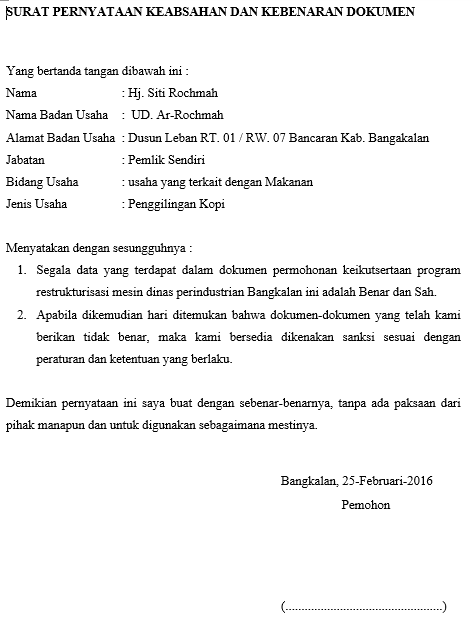 SURAT PERNYATAAN KEABSAHAN DAN KEBENARAN DOKUMEN
Yang bertanda tangan dibawah ini :
Nama : Hj. Siti Rochmah
Nama Badan Usaha : UD. Ar-Rochmah
Alamat Badan Usaha : Dusun Leban RT. 01 / RW. 07 Bancaran Kab. Bangakalan
Jabatan : Pemlik Sendiri
Bidang Usaha : usaha yang terkait dengan Makanan
Jenis Usaha : Penggilingan Kopi
Menyatakan dengan sesungguhnya :
1. Segala data yang terdapat dalam dokumen permohonan keikutsertaan program
restrukturisasi mesin dinas perindustrian Bangkalan ini adalah Benar dan Sah.
2. Apabila dikemudian hari ditemukan bahwa dokumen-dokumen yang telah kami
berikan tidak benar, maka kami bersedia dikenakan sanksi sesuai dengan
peraturan dan ketentuan yang berlaku.
Demikian pernyataan ini saya buat dengan sebenar-benarnya, tanpa ada paksaan dari
pihak manapun dan untuk digunakan sebagaimana mestinya.
Bangkalan, 25-Februari-2016
Pemohon
(..................................................)